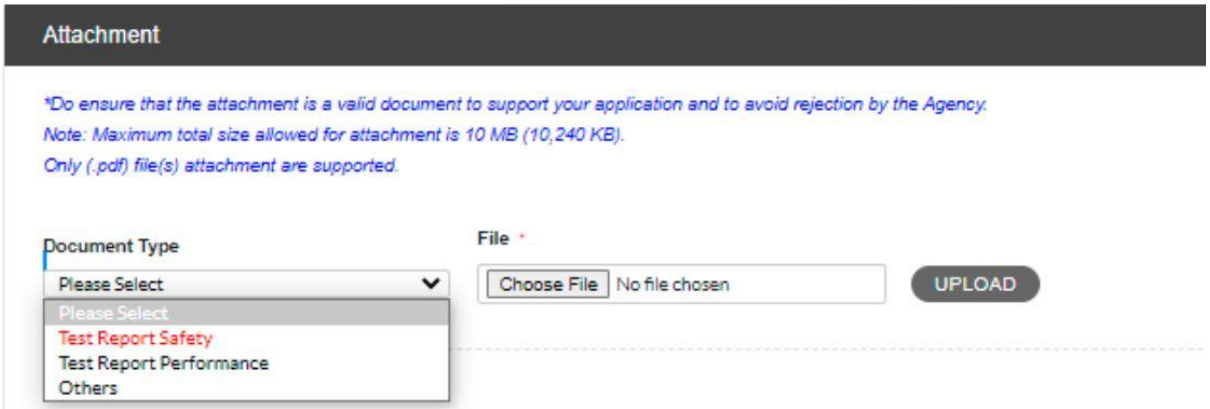 Attachment
*Do ensure that the attachment is a valid document to support your application and to avoid rejection by the Agency.
Note: Maximum total size allowed for attachment is 10 MB (10,240 KB).
Only (.pdf) file(s) attachment are supported.
Document Type
File *
Please Select
Choose File No file chosen
UPLOAD
Please Select
Test Report Safety
Test Report Performance
Others